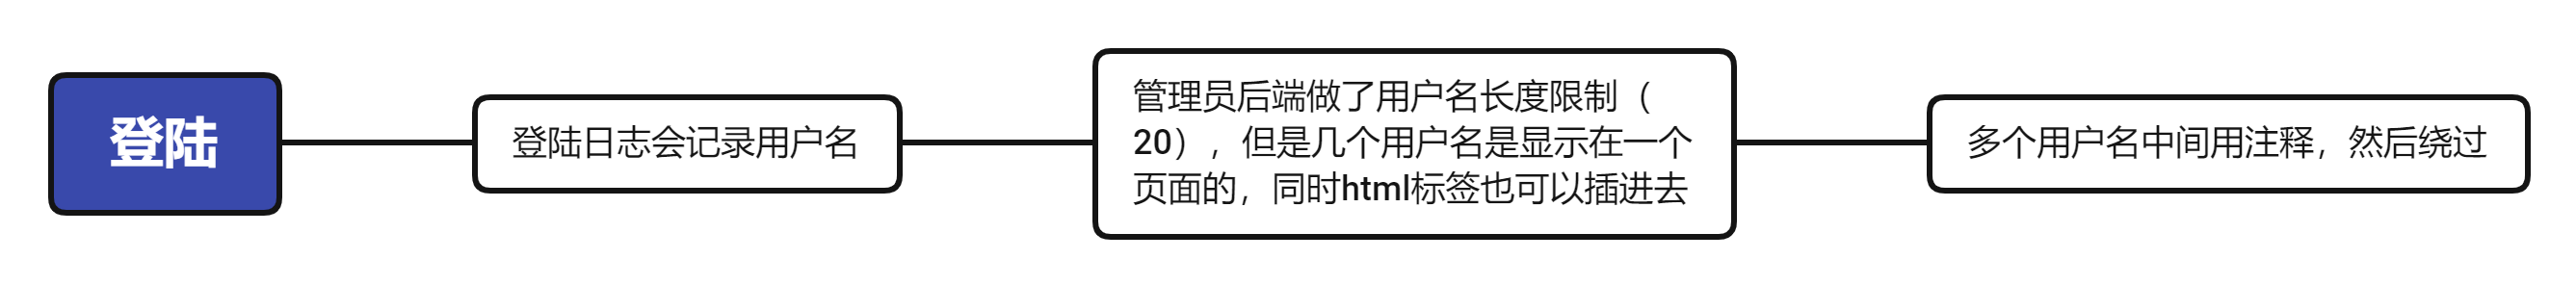 登陆
登陆日志会记录用户名
管理员后端做了用户名长度限制（
20），但是几个用户名是显示在一个
页面的，同时html标签也可以插进去
多个用户名中间用注释，然后绕过